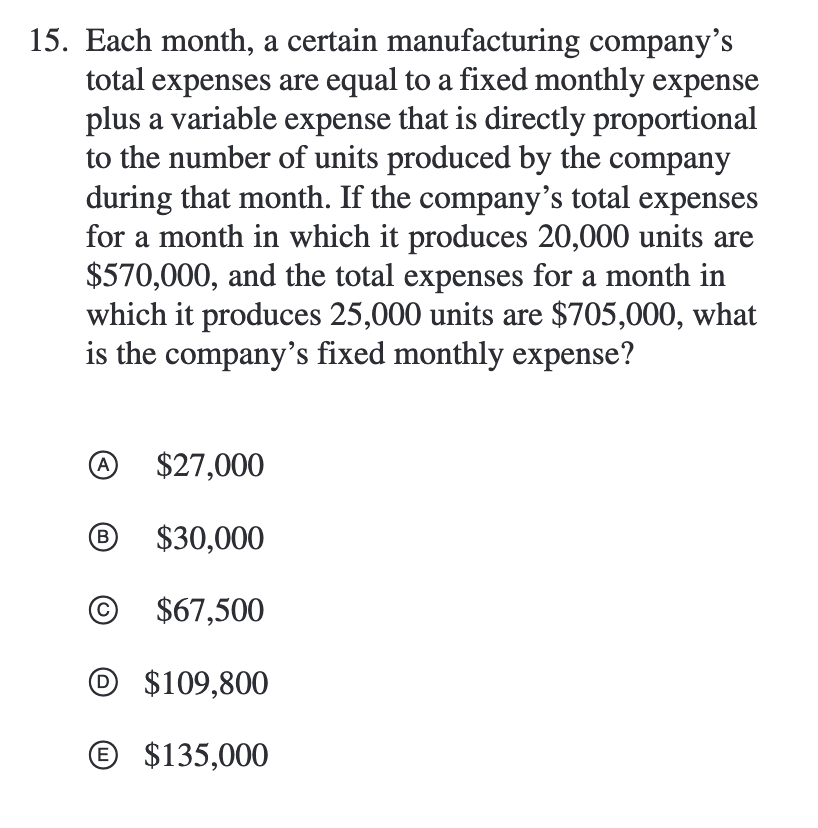 15. Each month, a certain manufacturing company’s
total expenses are equal to a fixed monthly expense
plus a variable expense that is directly proportional
to the number of units produced by the company
during that month. If the company’s total expenses
for a month in which it produces 20,000 units are
$570,000, and the total expenses for a month in
which it produces 25,000 units are $705,000, what
is the company’s fixed monthly expense?
Ⓐ $27,000
Ⓑ $30,000
Ⓒ $67,500
Ⓓ $109,800
Ⓔ $135,000